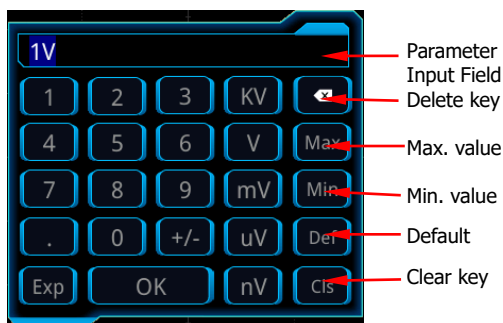 1V
Parameter
Input Field
1 2 3 KV
Delete key
4 5 6 V Max
Max. value
7 8 9 mV Min
Min. value
. 0 +/- uV Def
Default
Exp OK nV Cls
Clear key